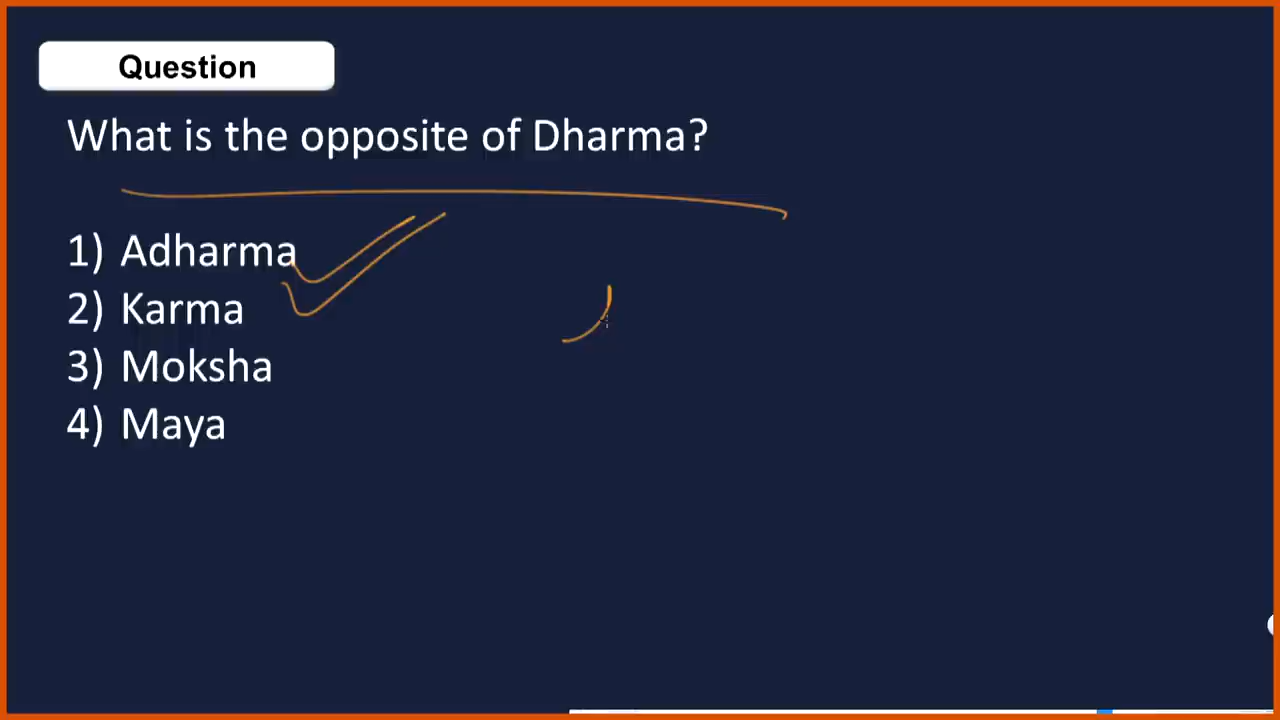 Question
What is the opposite of Dharma?
1) Adharma
2) Karma
3) Moksha
4) Maya